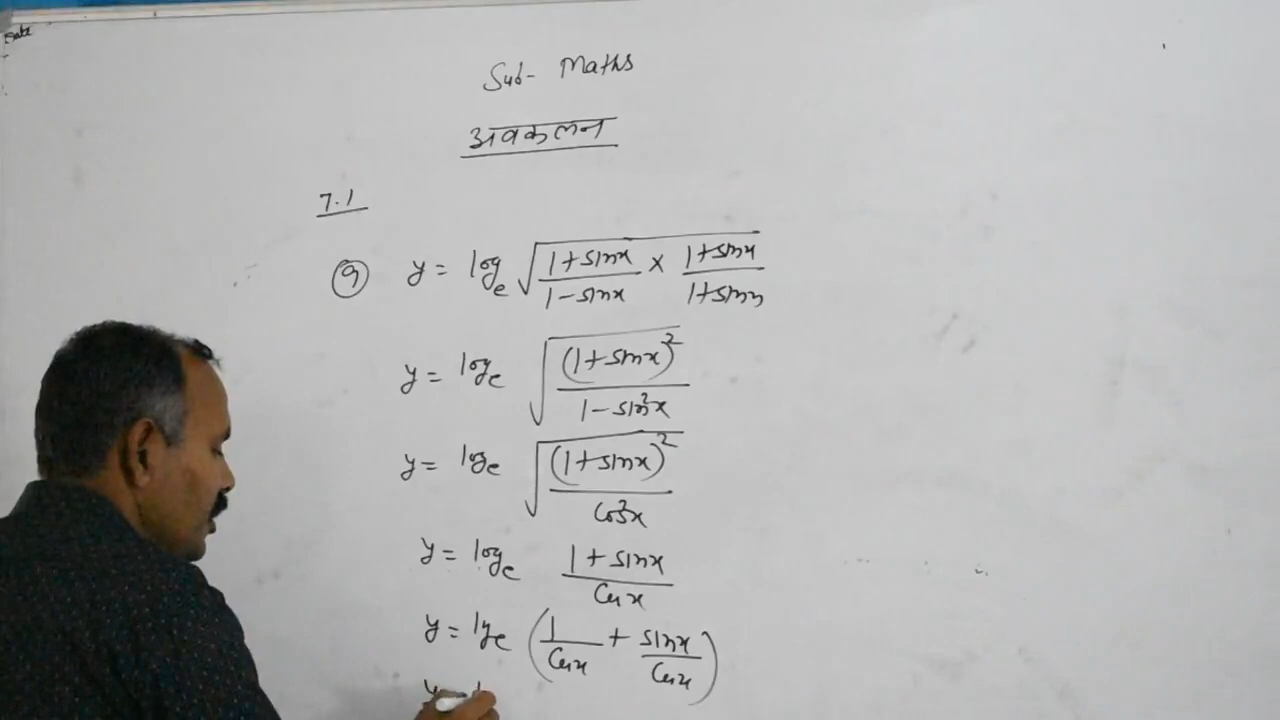 Date
Sub- Maths
अवकलन
7.1
9 y = log_e √((1+sinx)/(1-sinx) × (1+sinx)/(1+sinx))
y = log_e √((1+sinx)²/(1-sin²x))
y = log_e √((1+sinx)²/cos²x)
y = log_e (1+sinx)/cosx
y = log_e (1/cosx + sinx/cosx)
y =